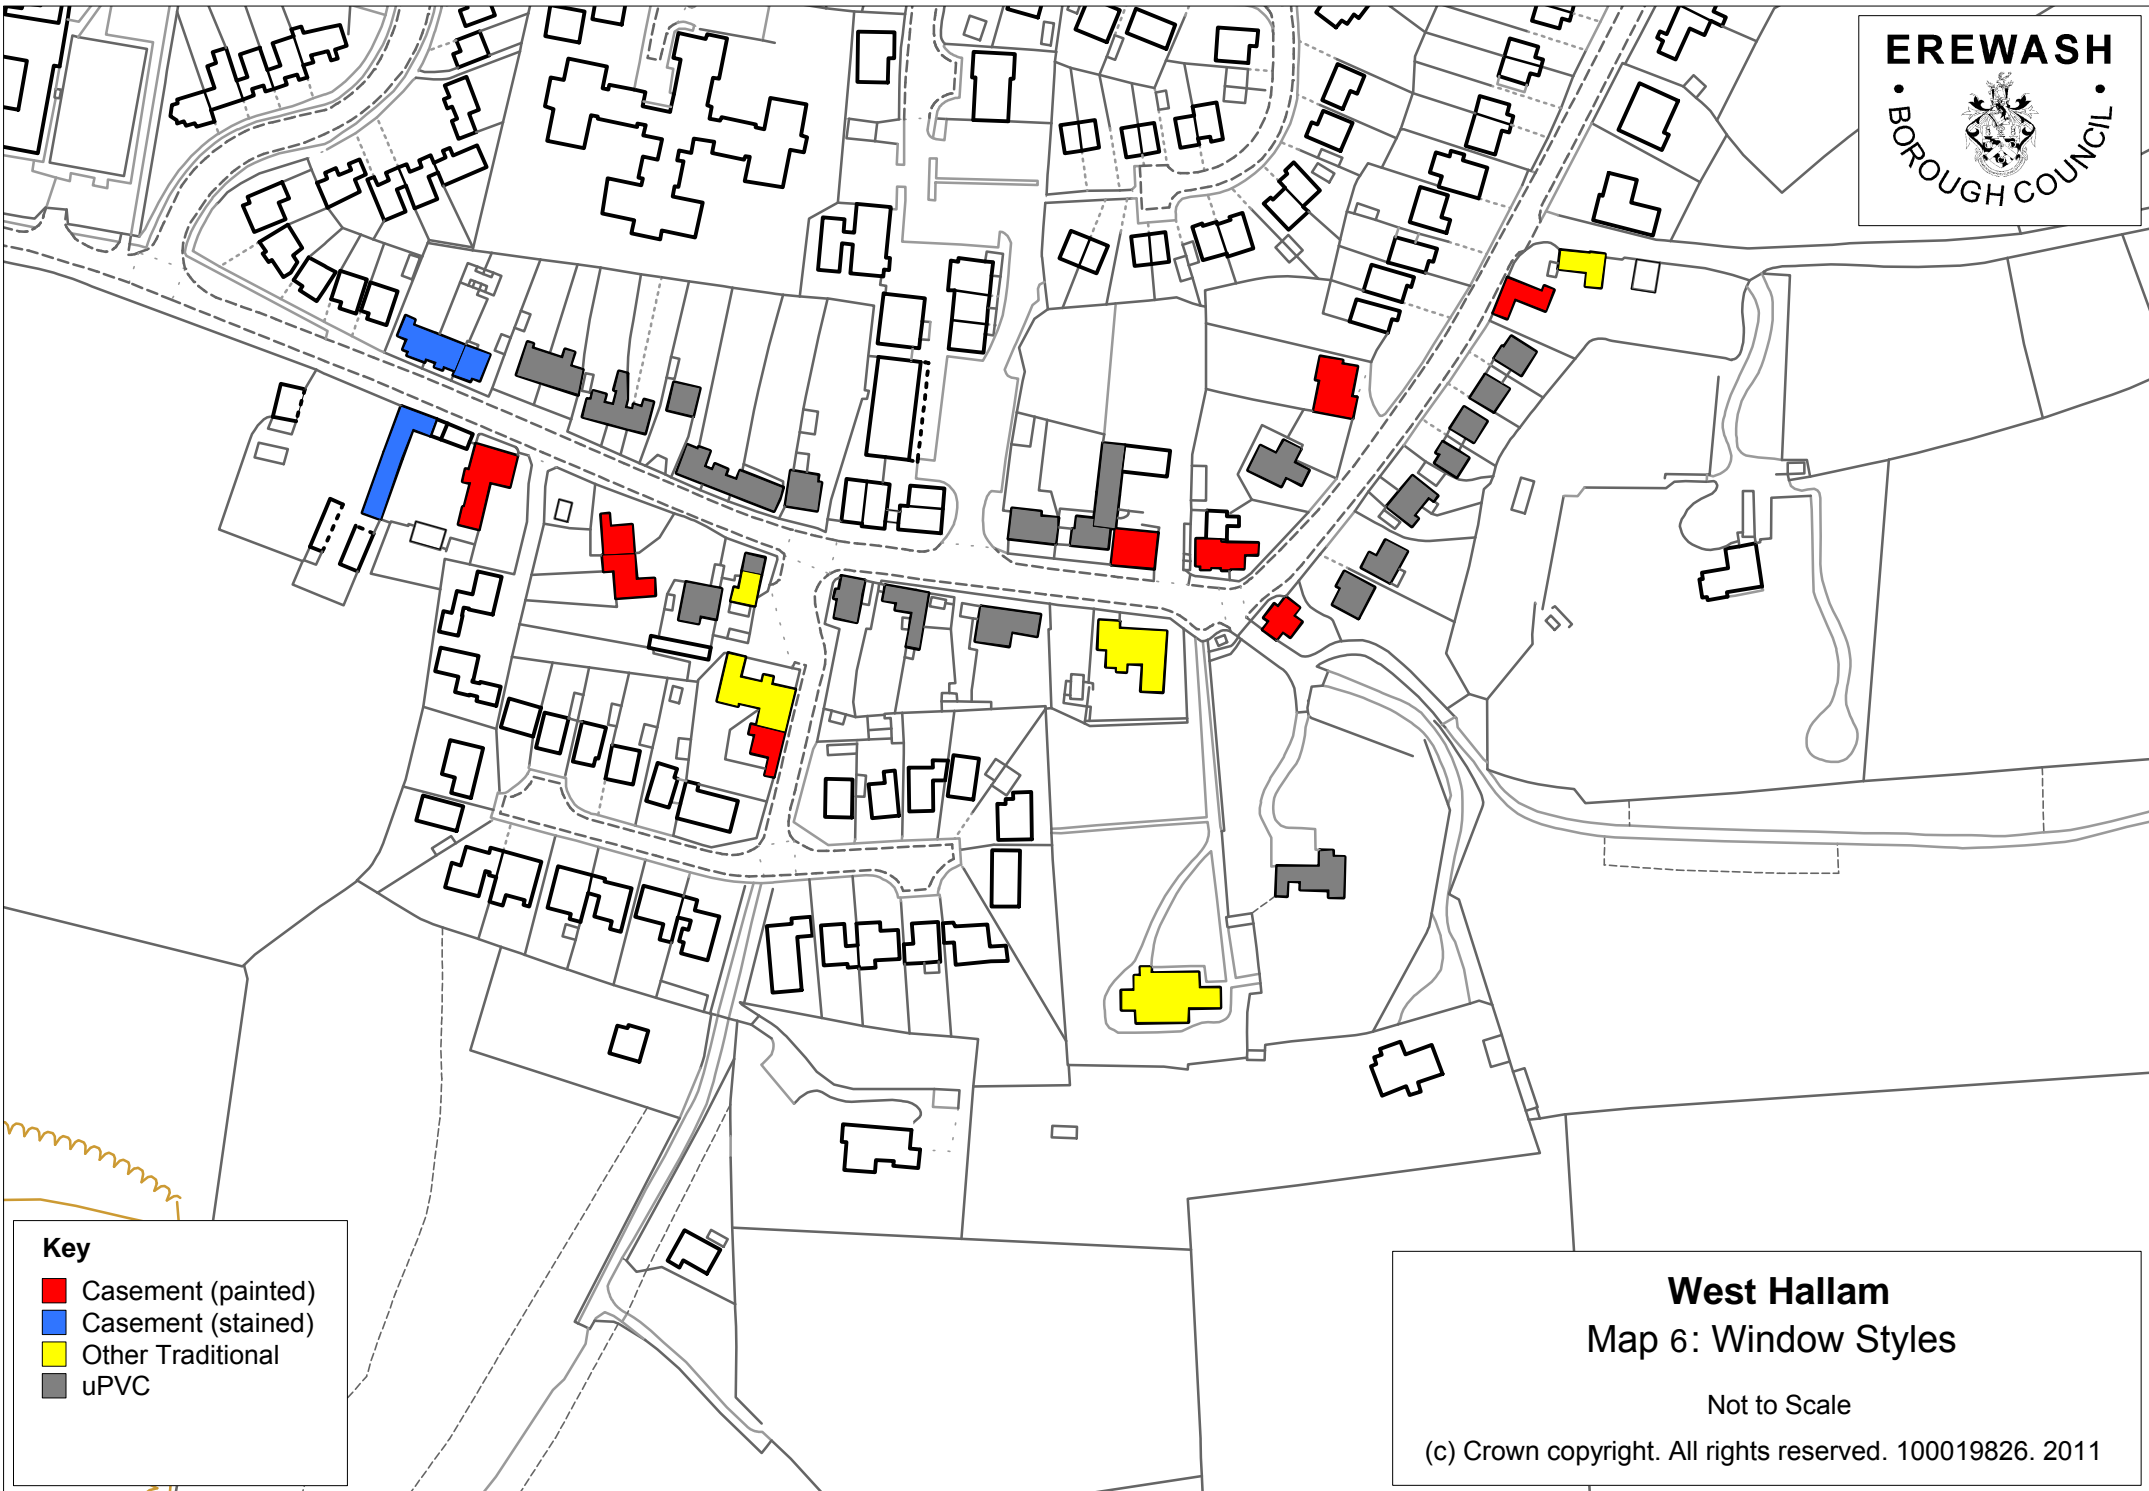 EREWASH
• BOROUGH COUNCIL •
Key
Casement (painted)
Casement (stained)
Other Traditional
uPVC
West Hallam
Map 6: Window Styles
Not to Scale
(c) Crown copyright. All rights reserved. 100019826. 2011